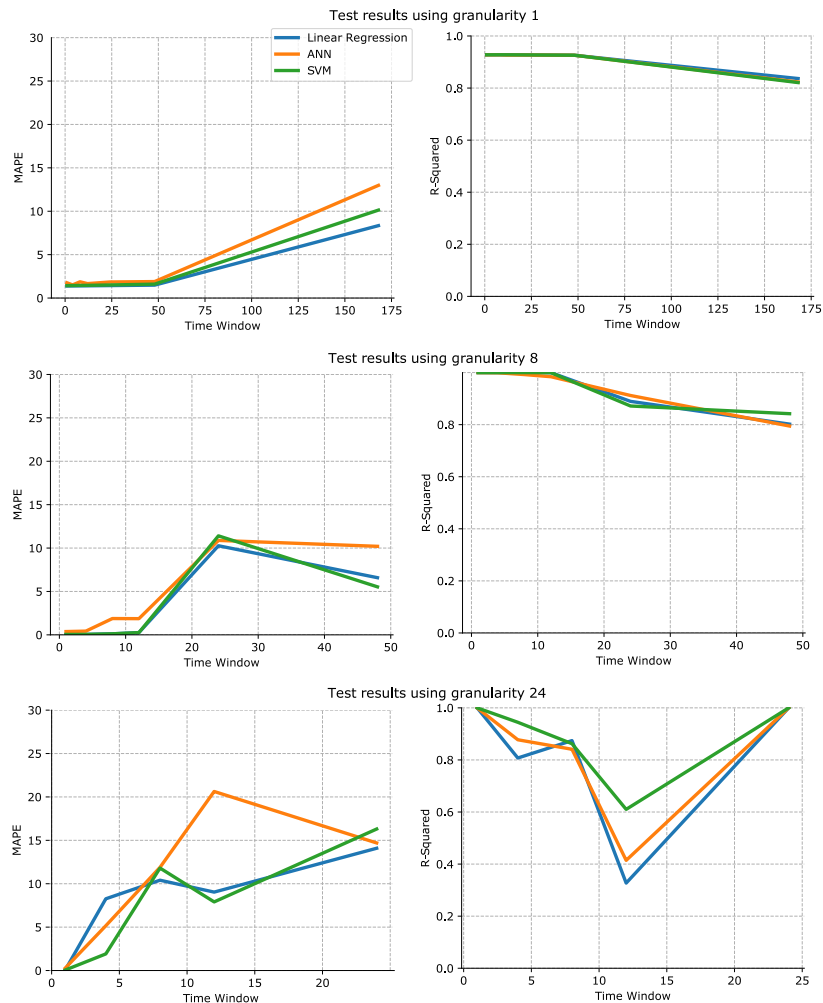 Test results using granularity 1
Linear Regression
ANN
SVM
30
25
20
15
10
5
0
MAPE
0 25 50 75 100 125 150 175
Time Window
1.0
0.8
0.6
0.4
0.2
0.0
R-Squared
0 25 50 75 100 125 150 175
Time Window
Test results using granularity 8
30
25
20
15
10
5
0
MAPE
0 10 20 30 40 50
Time Window
0.8
0.6
0.4
0.2
0.0
R-Squared
0 10 20 30 40 50
Time Window
Test results using granularity 24
30
25
20
15
10
5
0
MAPE
5 10 15 20
Time Window
1.0
0.8
0.6
0.4
0.2
0.0
R-Squared
0 5 10 15 20 25
Time Window